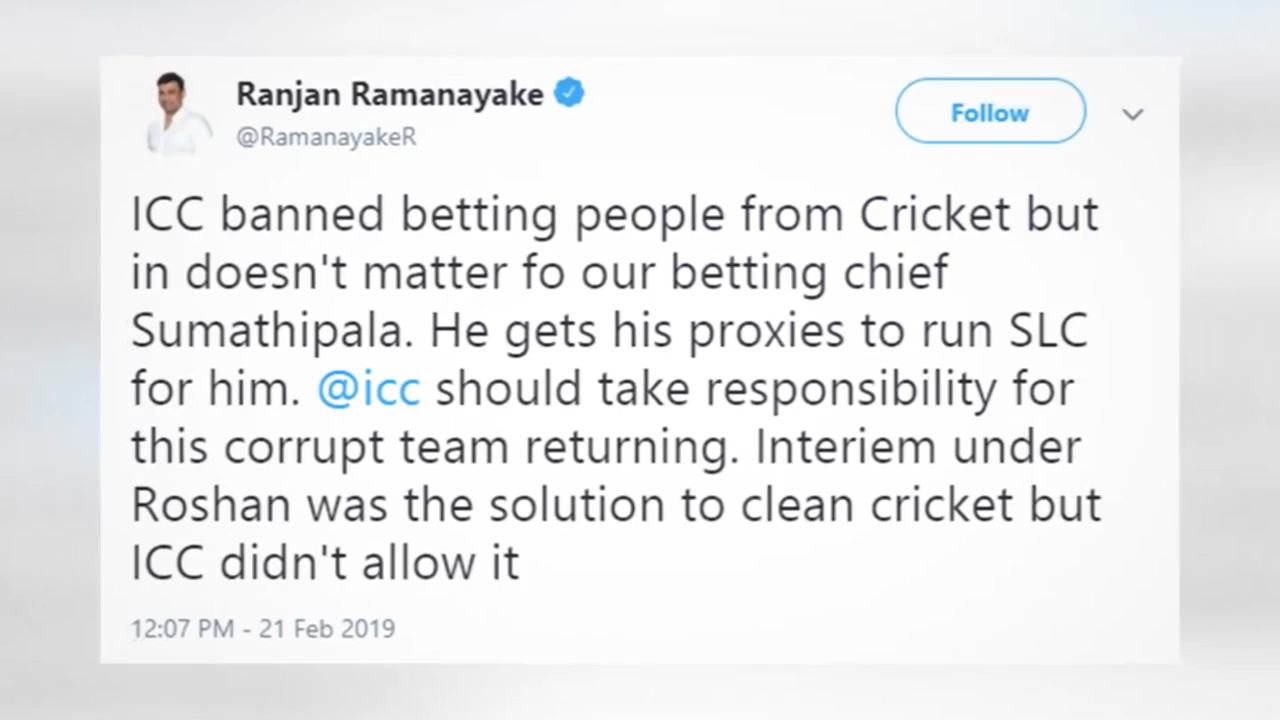 Ranjan Ramanayake
@RamanayakeR
Follow
ICC banned betting people from Cricket but
in doesn't matter fo our betting chief
Sumathipala. He gets his proxies to run SLC
for him. @icc should take responsibility for
this corrupt team returning. Interiem under
Roshan was the solution to clean cricket but
ICC didn't allow it
12:07 PM - 21 Feb 2019